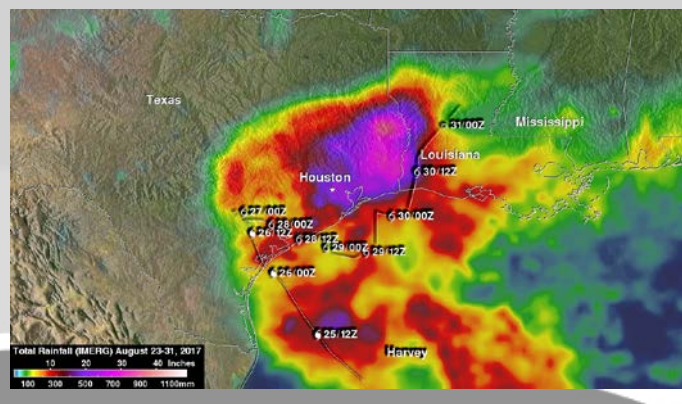 Texas
Mississippi
31/00Z
Louisiana
30/12Z
Houston
27/00Z
30/00Z
28/00Z
26/12Z
28/12Z
29/00Z
29/12Z
26/00Z
25/12Z
Harvey
Total Rainfall (IMERG) August 23-31, 2017
10 20 30 40 Inches
100 300 500 700 900 1100mm